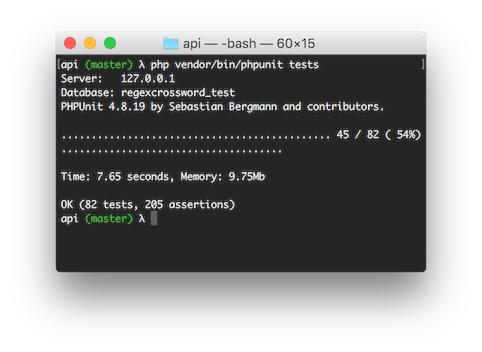 api — -bash — 60×15
[api (master) λ php vendor/bin/phpunit tests ]
Server:   127.0.0.1
Database: regexcrossword_test
PHPUnit 4.8.19 by Sebastian Bergmann and contributors.
............................................. 45 / 82 ( 54%)
.....................................
Time: 7.65 seconds, Memory: 9.75Mb
OK (82 tests, 205 assertions)
api (master) λ